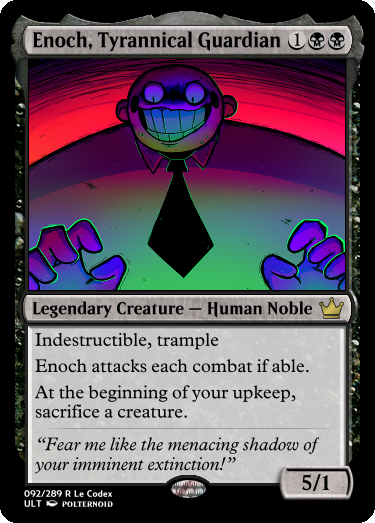 Enoch, Tyrannical Guardian 1
Legendary Creature — Human Noble
Indestructible, trample
Enoch attacks each combat if able.
At the beginning of your upkeep,
sacrifice a creature.
“Fear me like the menacing shadow of
your imminent extinction!”
5/1
092/289 R Le Codex
ULT POLTERNOID